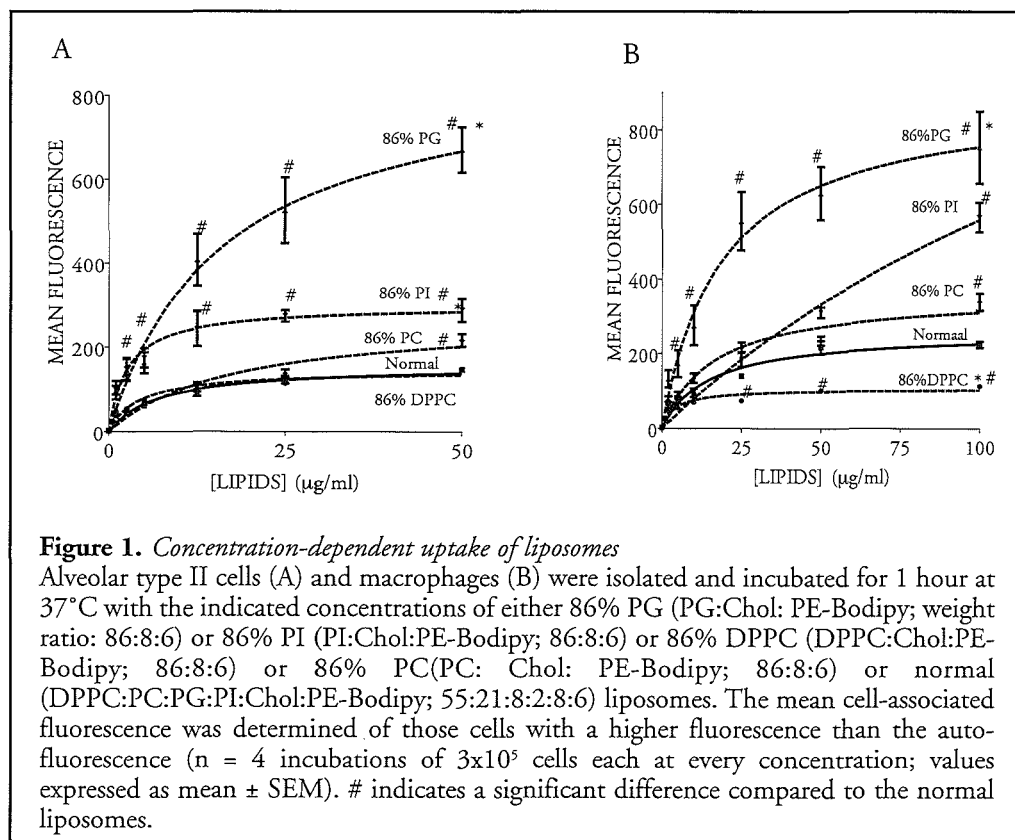 A
B
800
600
400
200
0
MEAN FLUORESCENCE
0
25
50
[LIPIDS] (µg/ml)
86% PG
#
*
#
#
86% PI
#
*
#
#
#
#
86% PC
#
Normal
86% DPPC
800
600
400
200
0
MEAN FLUORESCENCE
0
25
50
75
100
[LIPIDS] (µg/ml)
86%PG
#
*
#
#
#
#
86% PI
#
86% PC
#
Normaal
86%DPPC
*
#
#
#
Figure 1. Concentration-dependent uptake of liposomes
Alveolar type II cells (A) and macrophages (B) were isolated and incubated for 1 hour at
37°C with the indicated concentrations of either 86% PG (PG:Chol: PE-Bodipy; weight
ratio: 86:8:6) or 86% PI (PI:Chol:PE-Bodipy; 86:8:6) or 86% DPPC (DPPC:Chol:PE-
Bodipy; 86:8:6) or 86% PC(PC: Chol: PE-Bodipy; 86:8:6) or normal
(DPPC:PC:PG:PI:Chol:PE-Bodipy; 55:21:8:2:8:6) liposomes. The mean cell-associated
fluorescence was determined of those cells with a higher fluorescence than the auto-
fluorescence (n = 4 incubations of 3x10⁵ cells each at every concentration; values
expressed as mean ± SEM). # indicates a significant difference compared to the normal
liposomes.